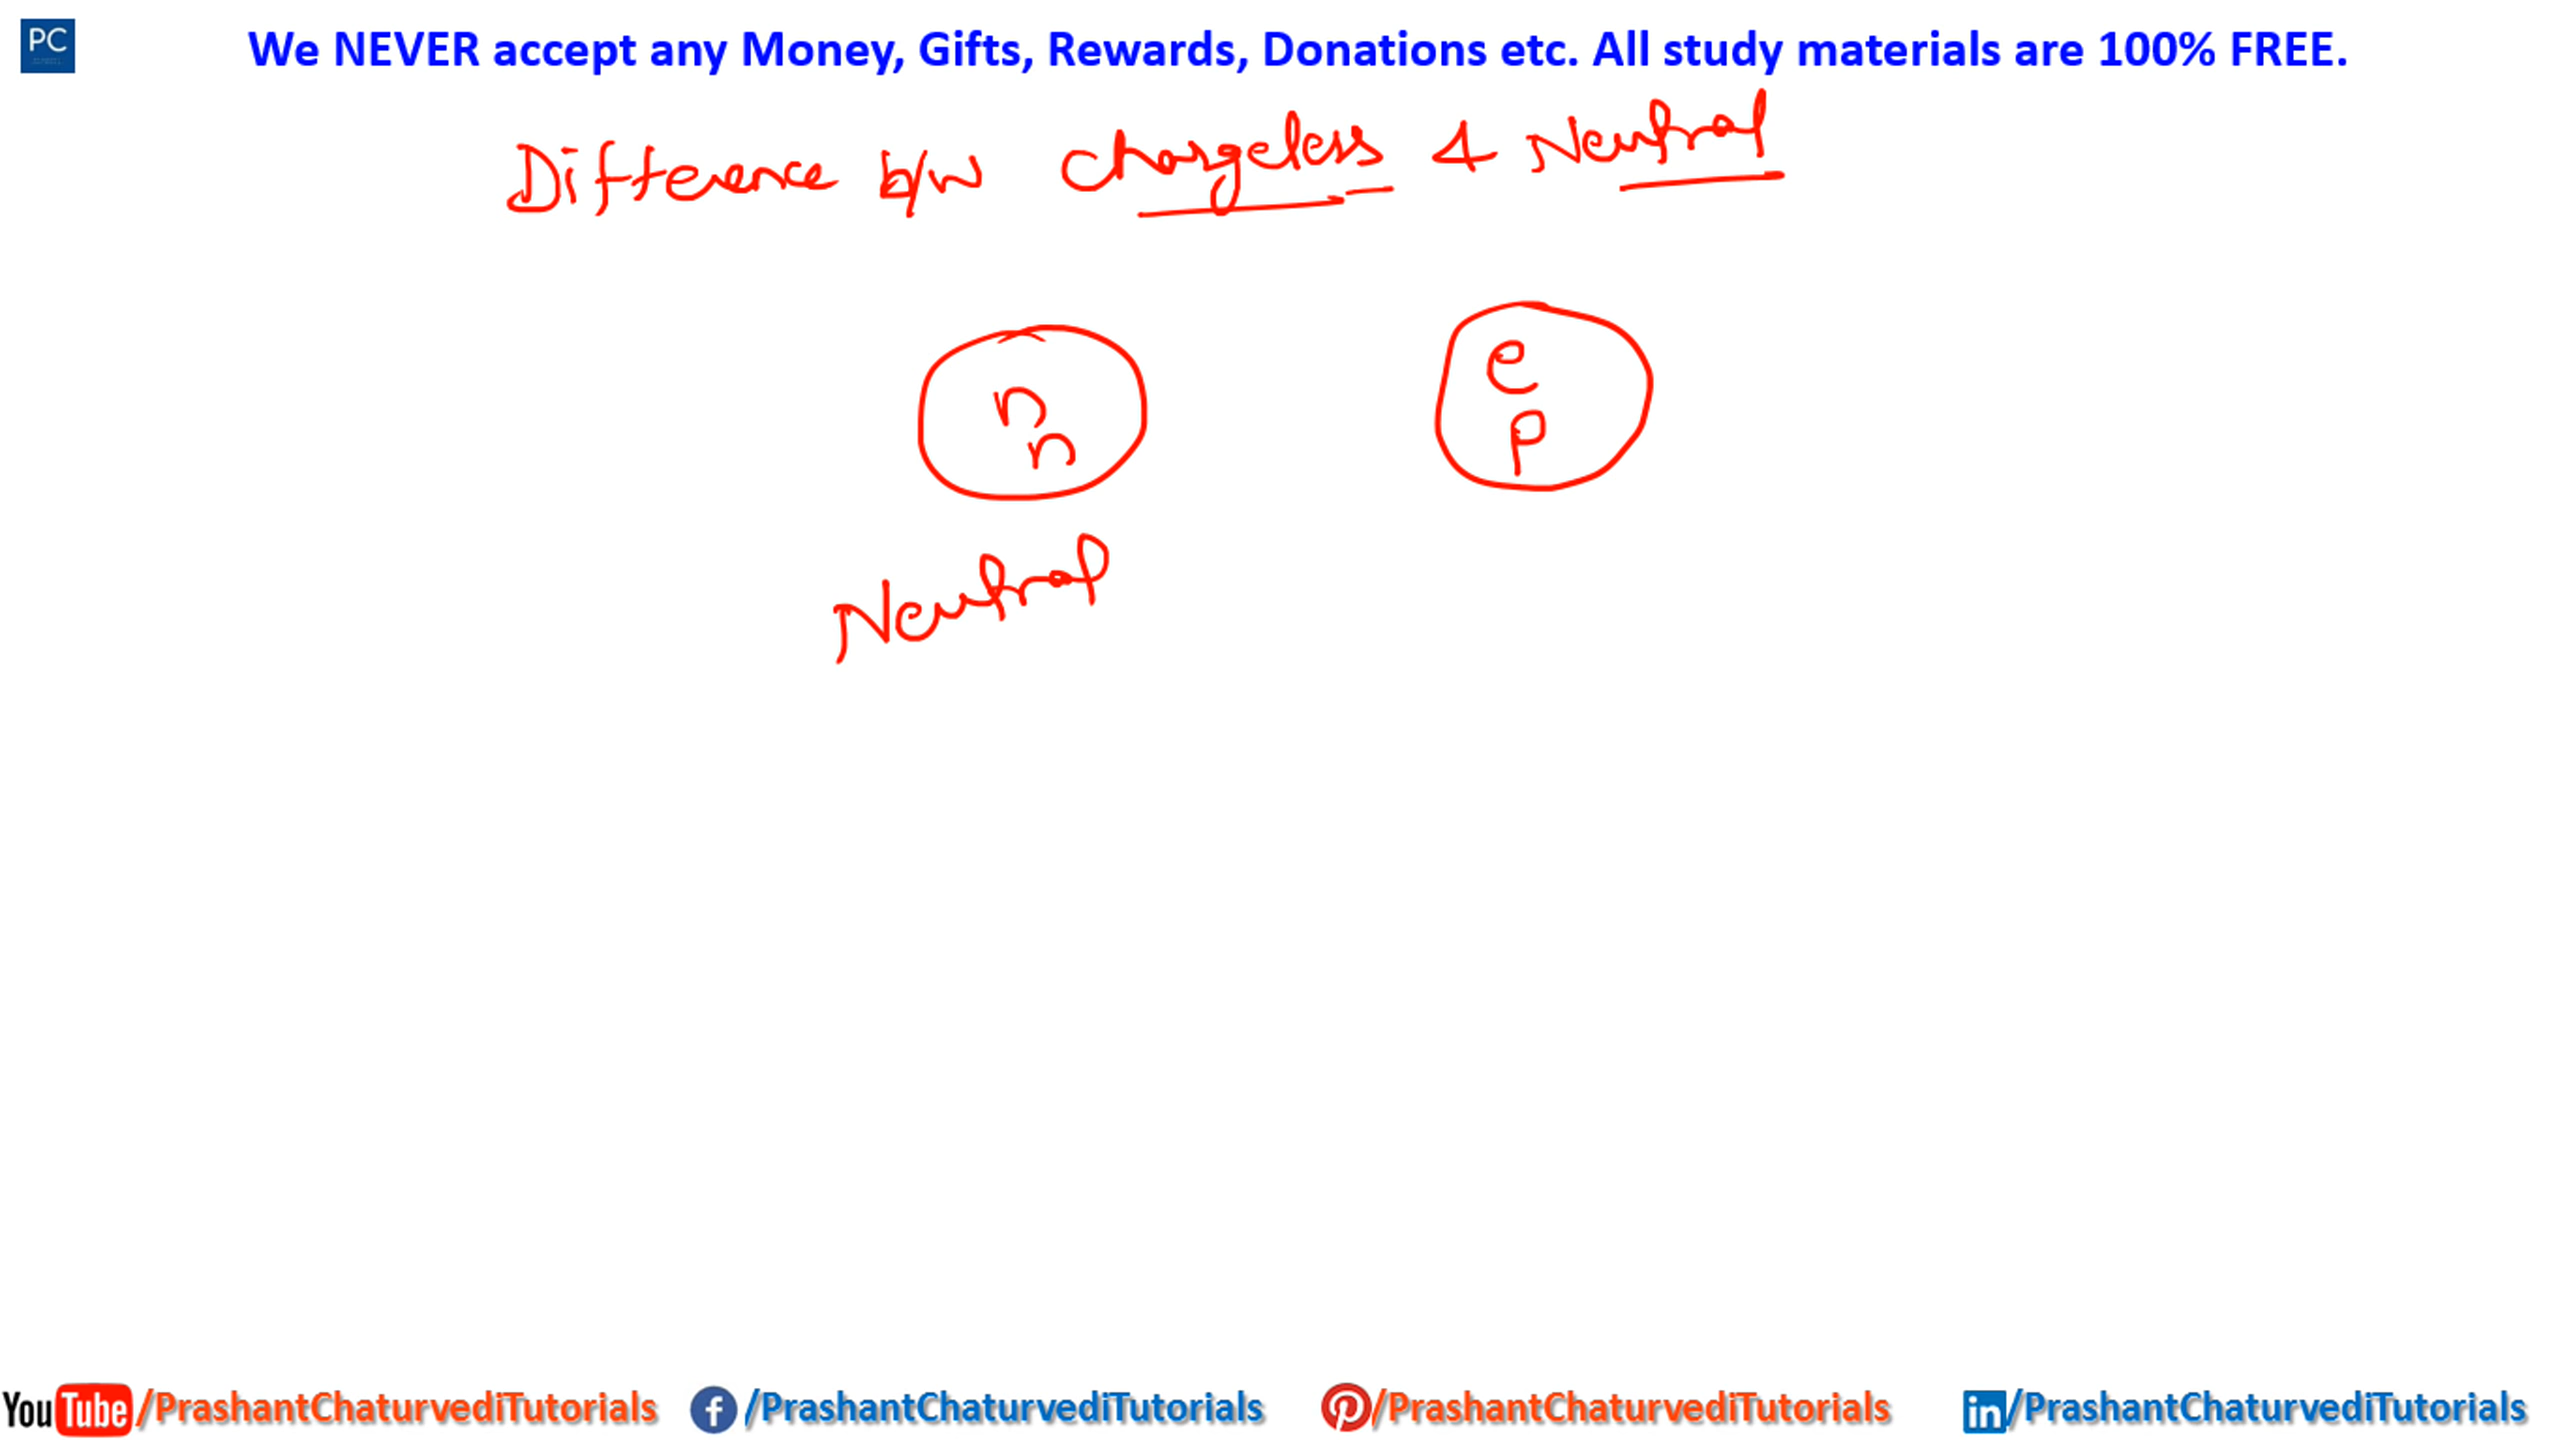 PC
We NEVER accept any Money, Gifts, Rewards, Donations etc. All study materials are 100% FREE.
Difference b/w chargeless & Neutral
n
n
e
p
Neutral
YouTube/PrashantChaturvediTutorials f/PrashantChaturvediTutorials /PrashantChaturvediTutorials in/PrashantChaturvediTutorials